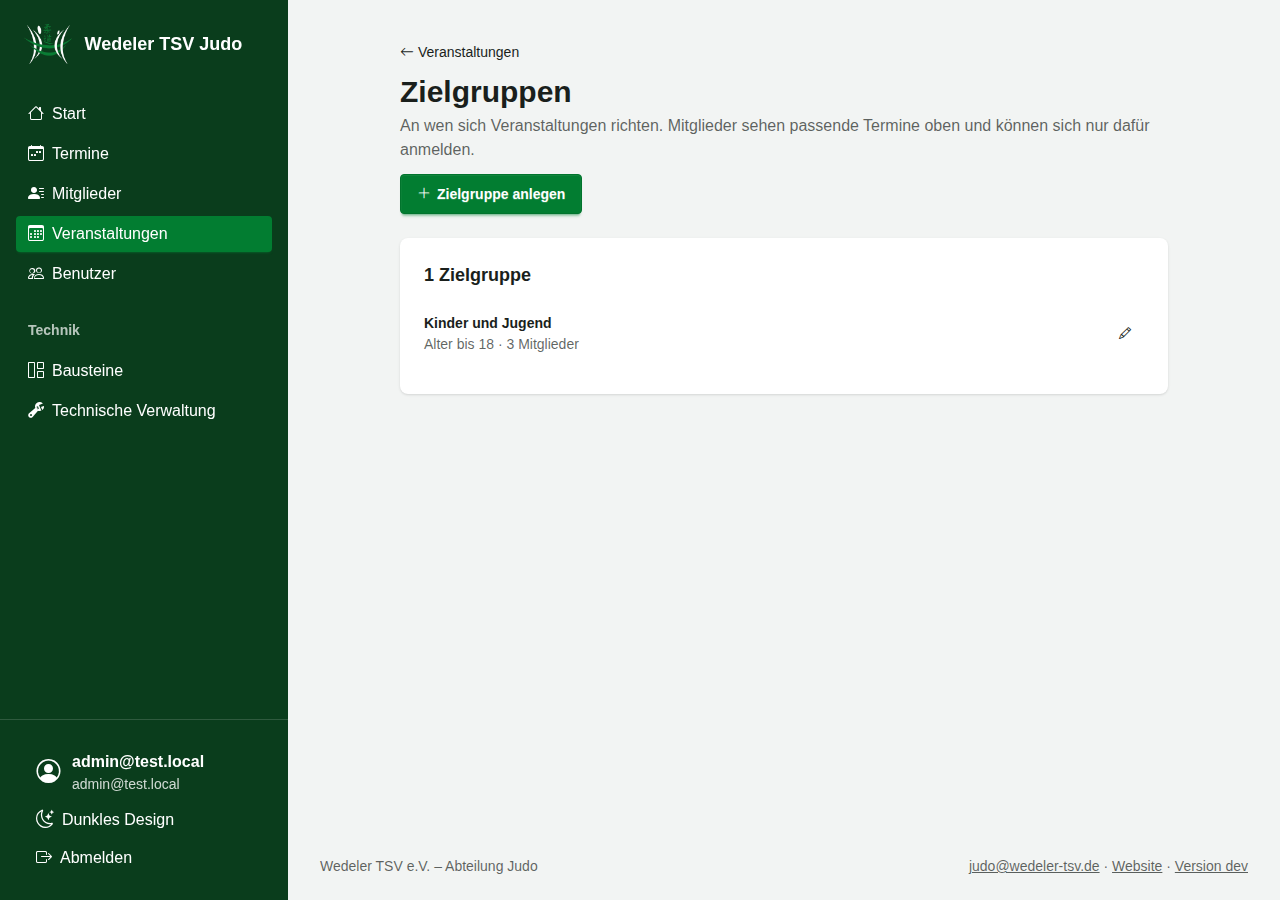 Wedeler TSV Judo
Start
Termine
Mitglieder
Veranstaltungen
Benutzer
Technik
Bausteine
Technische Verwaltung
admin@test.local
admin@test.local
Dunkles Design
Abmelden
← Veranstaltungen
Zielgruppen
An wen sich Veranstaltungen richten. Mitglieder sehen passende Termine oben und können sich nur dafür
anmelden.
+ Zielgruppe anlegen
1 Zielgruppe
Kinder und Jugend
Alter bis 18 · 3 Mitglieder
Wedeler TSV e.V. – Abteilung Judo
judo@wedeler-tsv.de · Website · Version dev